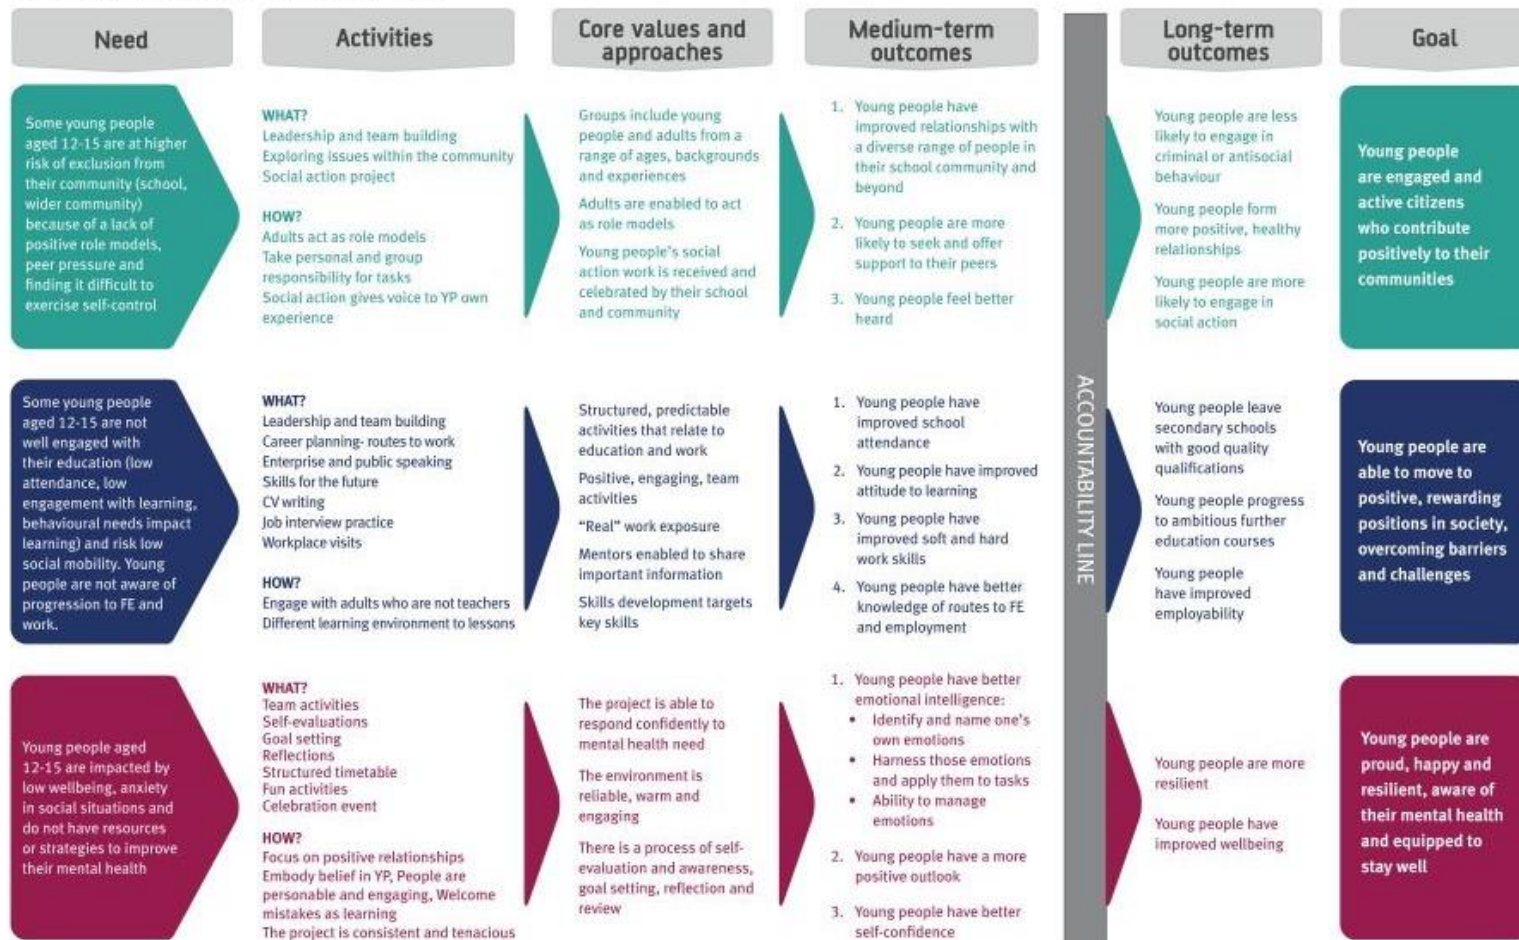 Need
Activities
Core values and
approaches
Medium-term
outcomes
Long-term
outcomes
Goal
Some young people
aged 12-15 are at higher
risk of exclusion from
their community (school,
wider community)
because of a lack of
positive role models,
peer pressure and
finding it difficult to
exercise self-control
WHAT?
Leadership and team building
Exploring issues within the community
Social action project
HOW?
Adults act as role models
Take personal and group
responsibility for tasks
Social action gives voice to YP own
experience
Groups include young
people and adults from a
range of ages, backgrounds
and experiences
Adults are enabled to act
as role models
Young people's social
action work is received and
celebrated by their school
and community
1. Young people have
improved relationships with
a diverse range of people in
their school community and
beyond
2. Young people are more
likely to seek and offer
support to their peers
3. Young people feel better
heard
Young people are less
likely to engage in
criminal or antisocial
behaviour
Young people form
more positive, healthy
relationships
Young people are more
likely to engage in
social action
Young people
are engaged and
active citizens
who contribute
positively to their
communities
Some young people
aged 12-15 are not
well engaged with
their education (low
attendance, low
engagement with learning,
behavioural needs impact
learning) and risk low
social mobility. Young
people are not aware of
progression to FE and
work.
WHAT?
Leadership and team building
Career planning- routes to work
Enterprise and public speaking
Skills for the future
CV writing
Job interview practice
Workplace visits
HOW?
Engage with adults who are not teachers
Different learning environment to lessons
Structured, predictable
activities that relate to
education and work
Positive, engaging, team
activities
"Real" work exposure
Mentors enabled to share
important information
Skills development targets
key skills
1. Young people have
improved school
attendance
2. Young people have improved
attitude to learning
3. Young people have
improved soft and hard
work skills
4. Young people have better
knowledge of routes to FE
and employment
ACCOUNTABILITY LINE
Young people leave
secondary schools
with good quality
qualifications
Young people progress
to ambitious further
education courses
Young people
have improved
employability
Young people are
able to move to
positive, rewarding
positions in society,
overcoming barriers
and challenges
Young people aged
12-15 are impacted by
low wellbeing, anxiety
in social situations and
do not have resources
or strategies to improve
their mental health
WHAT?
Team activities
Self-evaluations
Goal setting
Reflections
Structured timetable
Fun activities
Celebration event
HOW?
Focus on positive relationships
Embody belief in YP, People are
personable and engaging, Welcome
mistakes as learning
The project is consistent and tenacious
The project is able to
respond confidently to
mental health need
The environment is
reliable, warm and
engaging
There is a process of self-
evaluation and awareness,
goal setting, reflection and
review
1. Young people have better
emotional intelligence:
• Identify and name one's
own emotions
• Harness those emotions
and apply them to tasks
• Ability to manage
emotions
2. Young people have a more
positive outlook
3. Young people have better
self-confidence
Young people are more
resilient
Young people have
improved wellbeing
Young people are
proud, happy and
resilient, aware of
their mental health
and equipped to
stay well